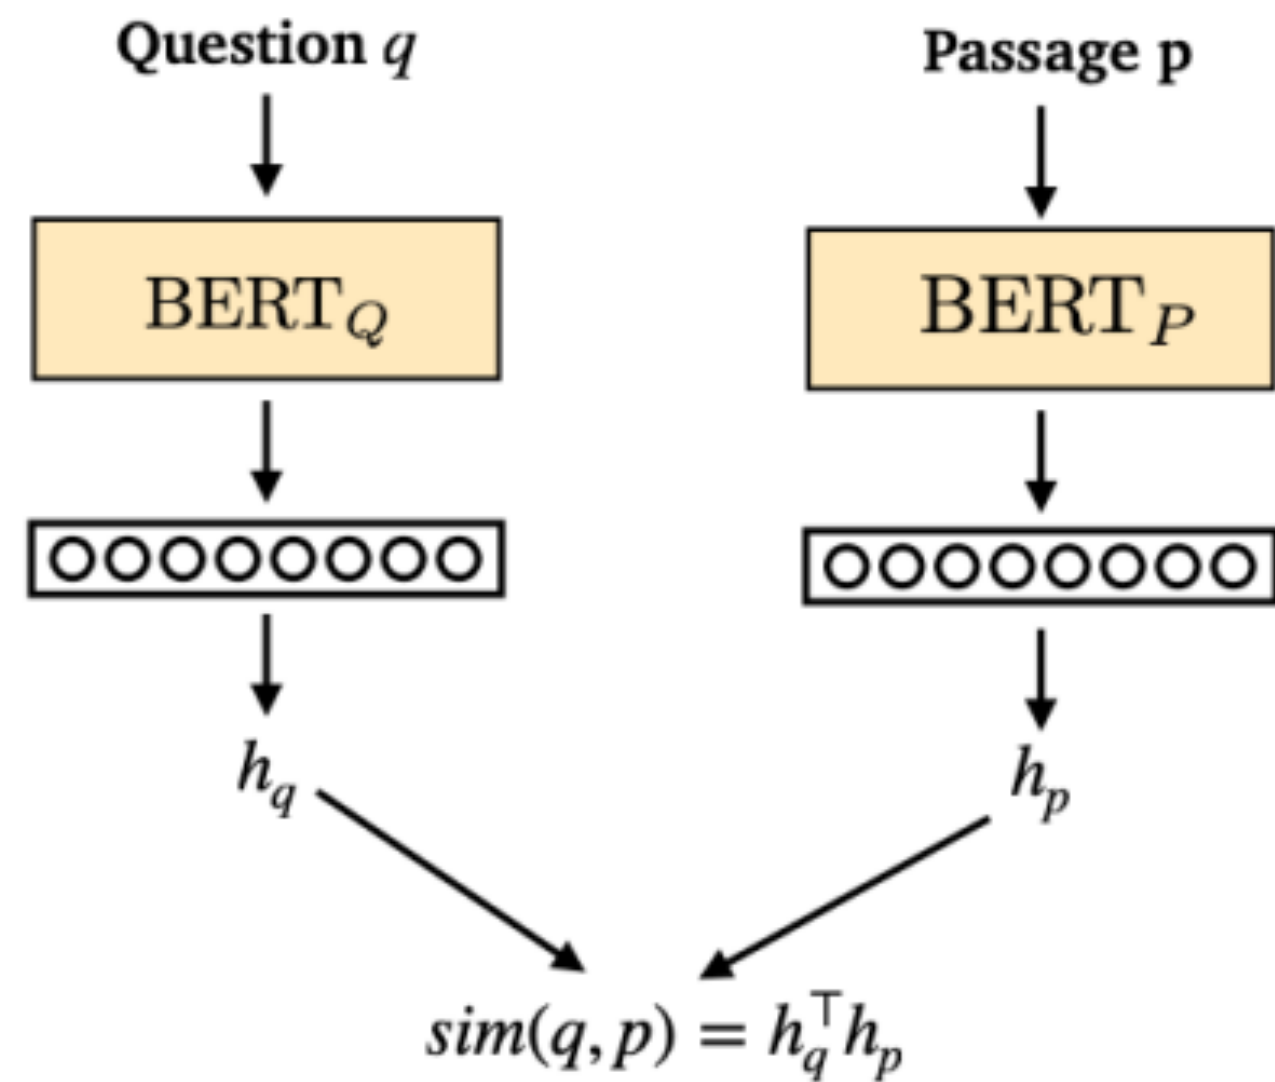 Question q
Passage p
BERT_Q
BERT_P
h_q
h_p
sim(q, p) = h_q^⊤ h_p